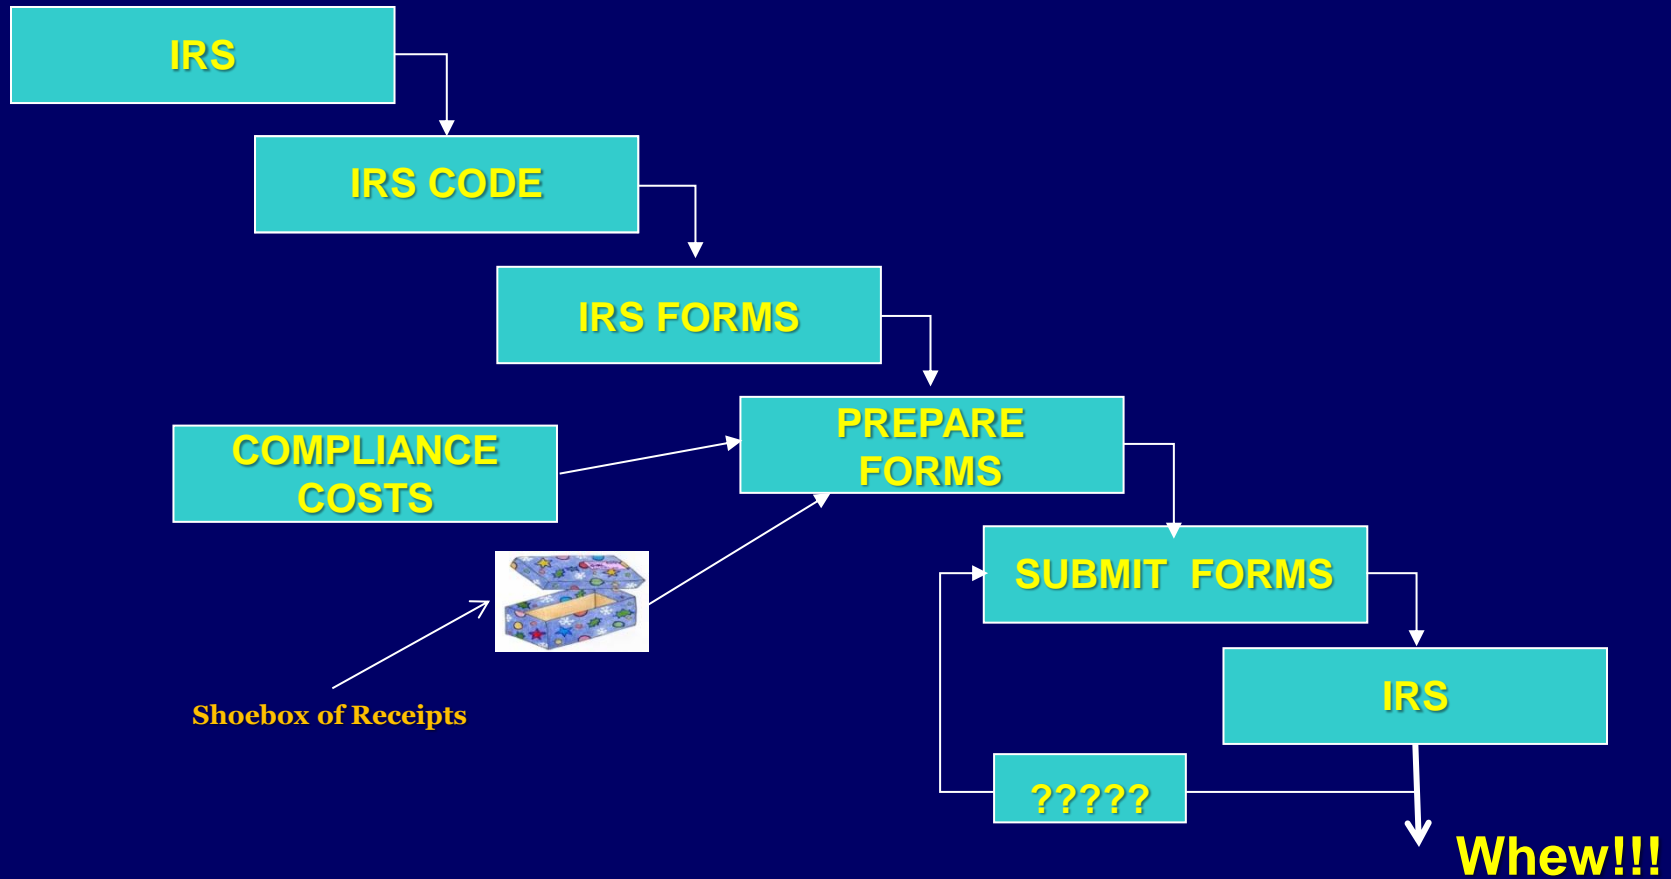 IRS
IRS CODE
IRS FORMS
PREPARE
FORMS
COMPLIANCE
COSTS
SUBMIT  FORMS
IRS
Shoebox of Receipts
?????
Whew!!!